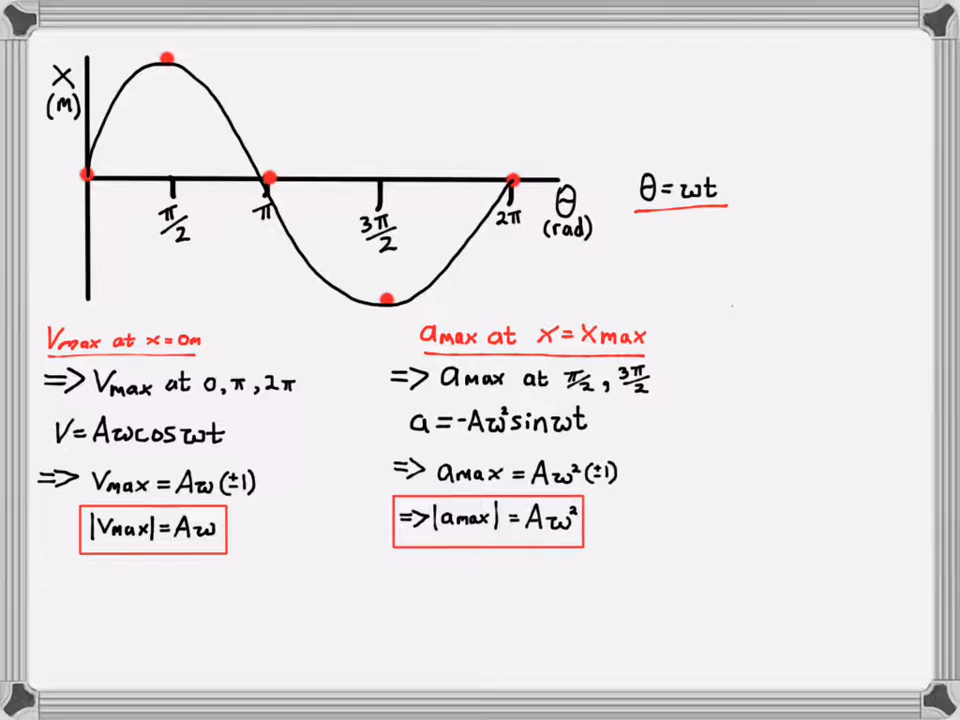 x
(m)
π/2
π
3π/2
2π
θ
(rad)
θ = ωt
Vmax at x = 0m
=> Vmax at 0, π, 2π
V = Aωcosωt
=> Vmax = Aω (±1)
|Vmax| = Aω
amax at x = xmax
=> amax at π/2, 3π/2
a = -Aω²sinωt
=> amax = Aω² (±1)
=> |amax| = Aω²